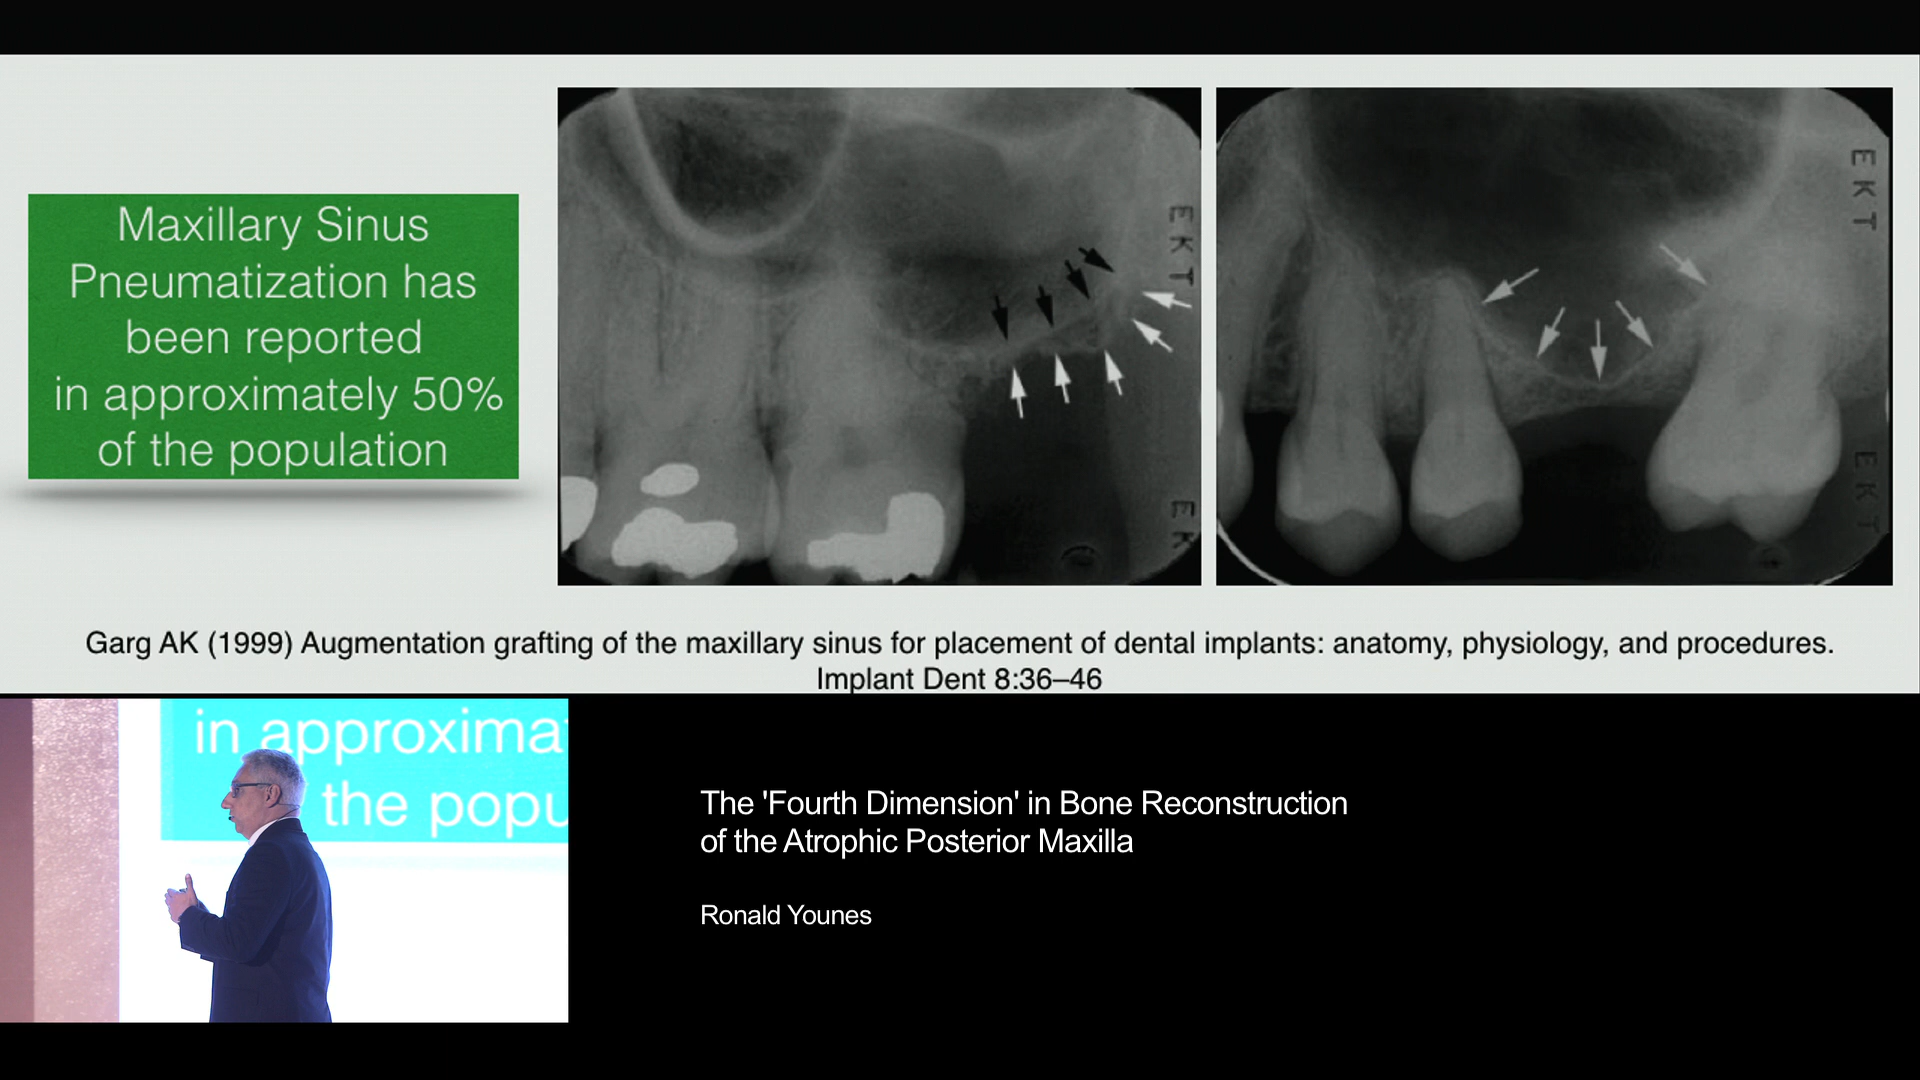 Maxillary Sinus
Pneumatization has
been reported
in approximately 50%
of the population
EKT
EK
EKT
EKT
Garg AK (1999) Augmentation grafting of the maxillary sinus for placement of dental implants: anatomy, physiology, and procedures.
Implant Dent 8:36–46
in approxima
the popu
The 'Fourth Dimension' in Bone Reconstruction
of the Atrophic Posterior Maxilla
Ronald Younes